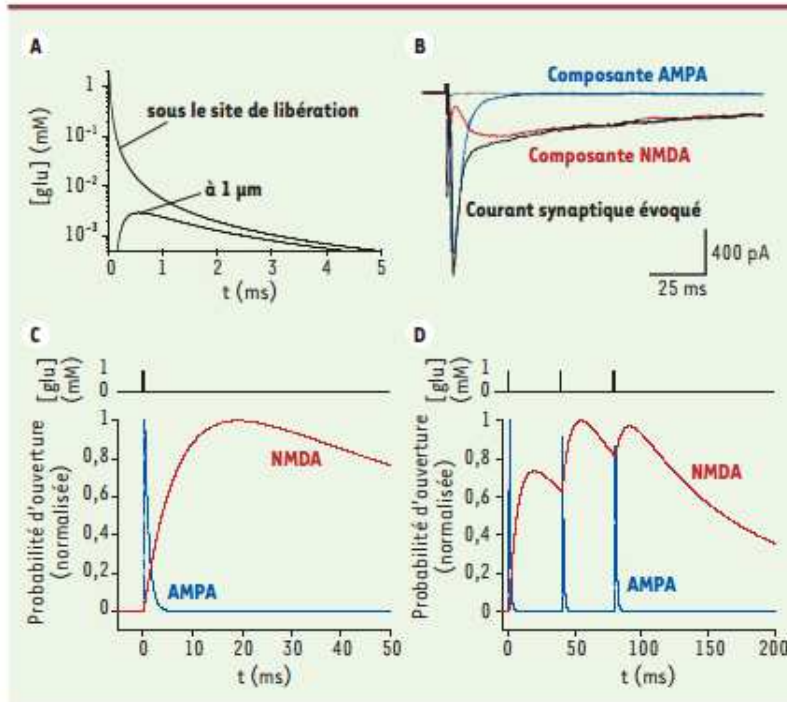 A
[glu] (mM)
1
10-1
10-2
10-3
sous le site de libération
à 1 µm
0 1 2 3 4 5
t (ms)
B
Composante AMPA
Composante NMDA
Courant synaptique évoqué
400 pA
25 ms
C
[glu]
(mM)
1
0
Probabilité d'ouverture
(normalisée)
1
0,8
0,6
0,4
0,2
0
NMDA
AMPA
0 10 20 30 40 50
t (ms)
D
[glu]
(mM)
1
0
Probabilité d'ouverture
(normalisée)
1
0,8
0,6
0,4
0,2
0
NMDA
AMPA
0 50 100 150 200
t (ms)